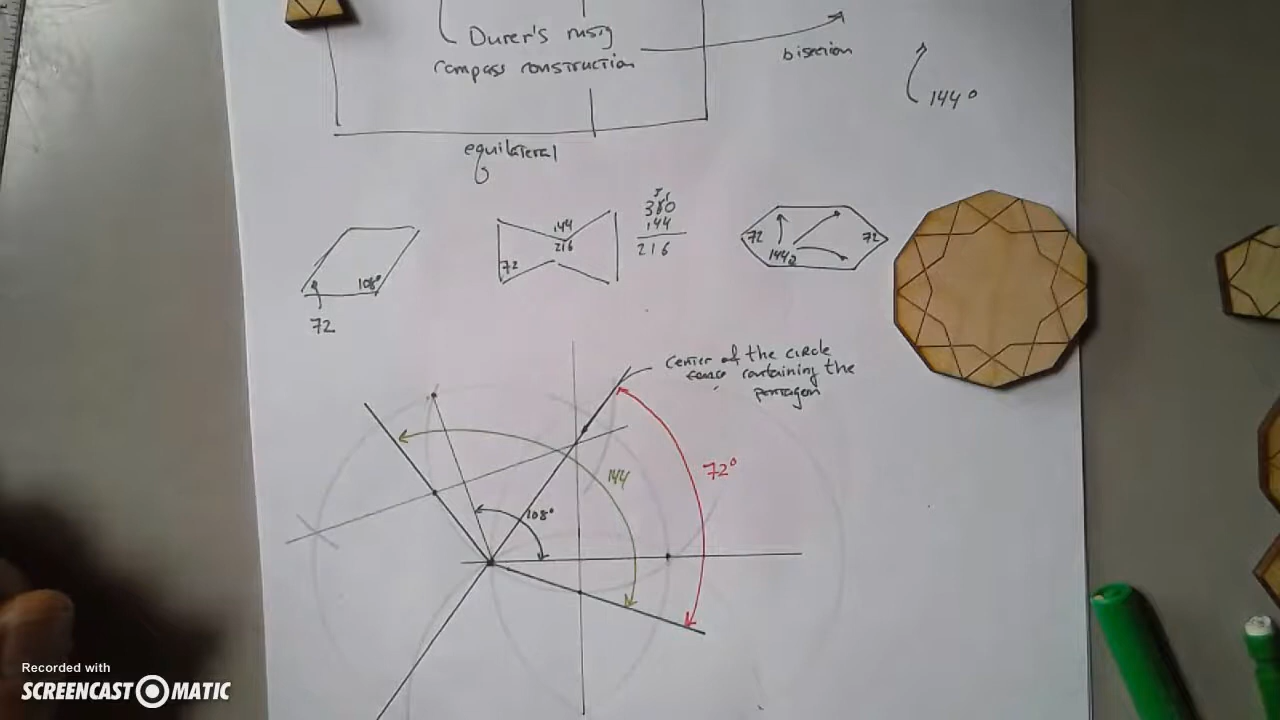 Durer's rusty
compass construction
bisection
144°
equilateral
72
108°
144
216
72
360
144
216
72
144
72
center of the circle
containing the
pentagon
108°
144
72°
Recorded with
SCREENCAST-O-MATIC